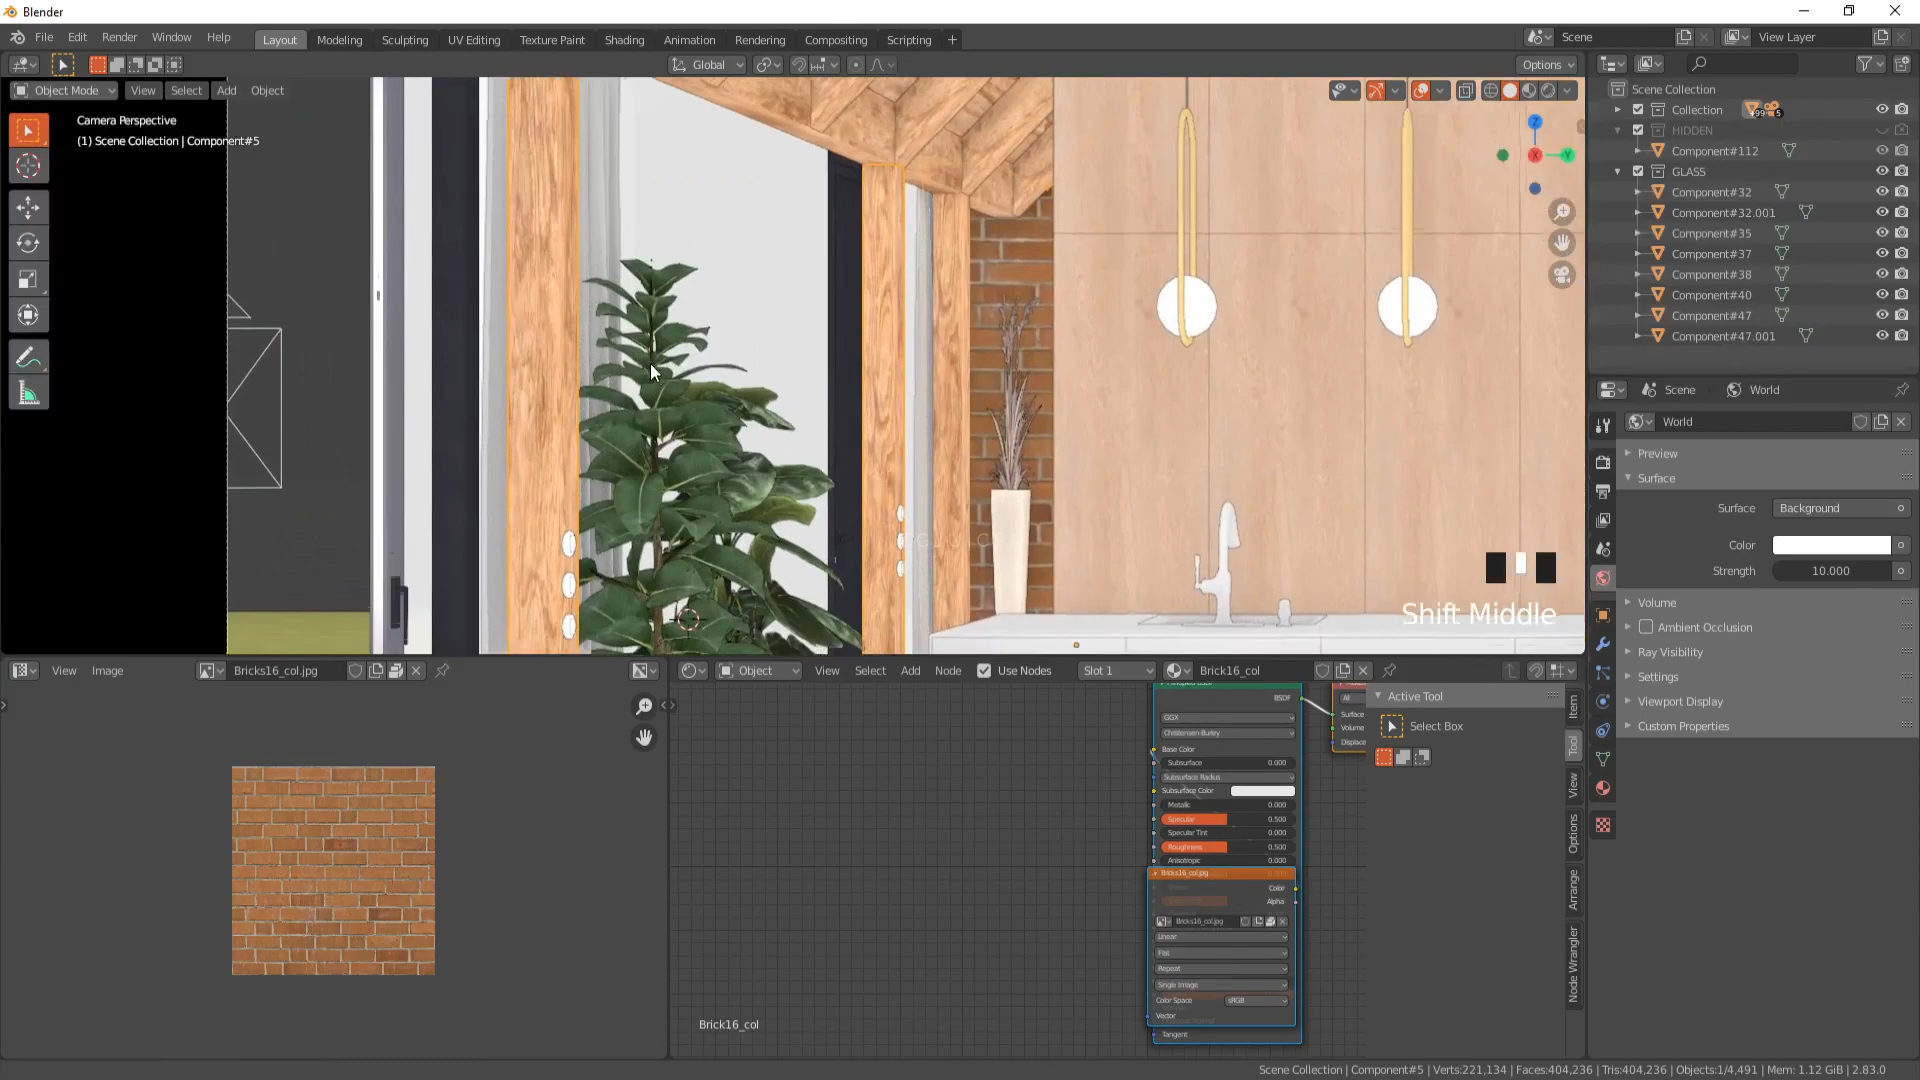 Blender
File Edit Render Window Help
Layout Modeling Sculpting UV Editing Texture Paint Shading Animation Rendering Compositing Scripting +
Scene
View Layer
Global
Options
Object Mode View Select Add Object
Camera Perspective
(1) Scene Collection | Component#5
Z
X
Y
Shift Middle
Scene Collection
Collection
HIDDEN
Component#112
GLASS
Component#32
Component#32.001
Component#35
Component#37
Component#38
Component#40
Component#47
Component#47.001
Scene World
World
Preview
Surface
Surface Background
Color
Strength 10.000
Volume
Ambient Occlusion
Ray Visibility
Settings
Viewport Display
Custom Properties
View Image
Bricks16_col.jpg
Object View Select Add Node Use Nodes Slot 1 Brick16_col
BSDF
GGX
Christensen-Burley
Base Color
Subsurface 0.000
Subsurface Radius
Subsurface Color
Metallic 0.000
Specular 0.500
Specular Tint 0.000
Roughness 0.500
Anisotropic 0.000
Bricks16_col.jpg
Color
Alpha
Bricks16_col.jpg
Linear
Flat
Repeat
Single Image
Color Space sRGB
Vector
Tangent
All
Surface
Volume
Displac
Active Tool
Select Box
Item
Tool
View
Options
Arrange
Node Wrangler
Brick16_col
Scene Collection | Component#5 | Verts:221,134 | Faces:404,236 | Tris:404,236 | Objects:1/4,491 | Mem: 1.12 GiB | 2.83.0